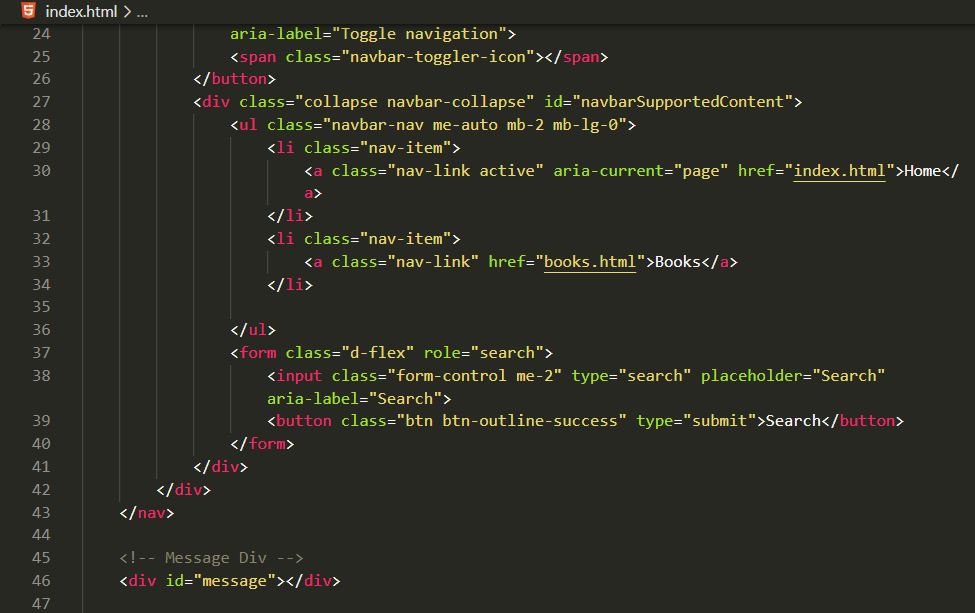 index.html > ...
24 aria-label="Toggle navigation">
25 <span class="navbar-toggler-icon"></span>
26 </button>
27 <div class="collapse navbar-collapse" id="navbarSupportedContent">
28 <ul class="navbar-nav me-auto mb-2 mb-lg-0">
29 <li class="nav-item">
30 <a class="nav-link active" aria-current="page" href="index.html">Home</
a>
31 </li>
32 <li class="nav-item">
33 <a class="nav-link" href="books.html">Books</a>
34 </li>
35
36 </ul>
37 <form class="d-flex" role="search">
38 <input class="form-control me-2" type="search" placeholder="Search"
aria-label="Search">
39 <button class="btn btn-outline-success" type="submit">Search</button>
40 </form>
41 </div>
42 </div>
43 </nav>
44
45 <!-- Message Div -->
46 <div id="message"></div>
47